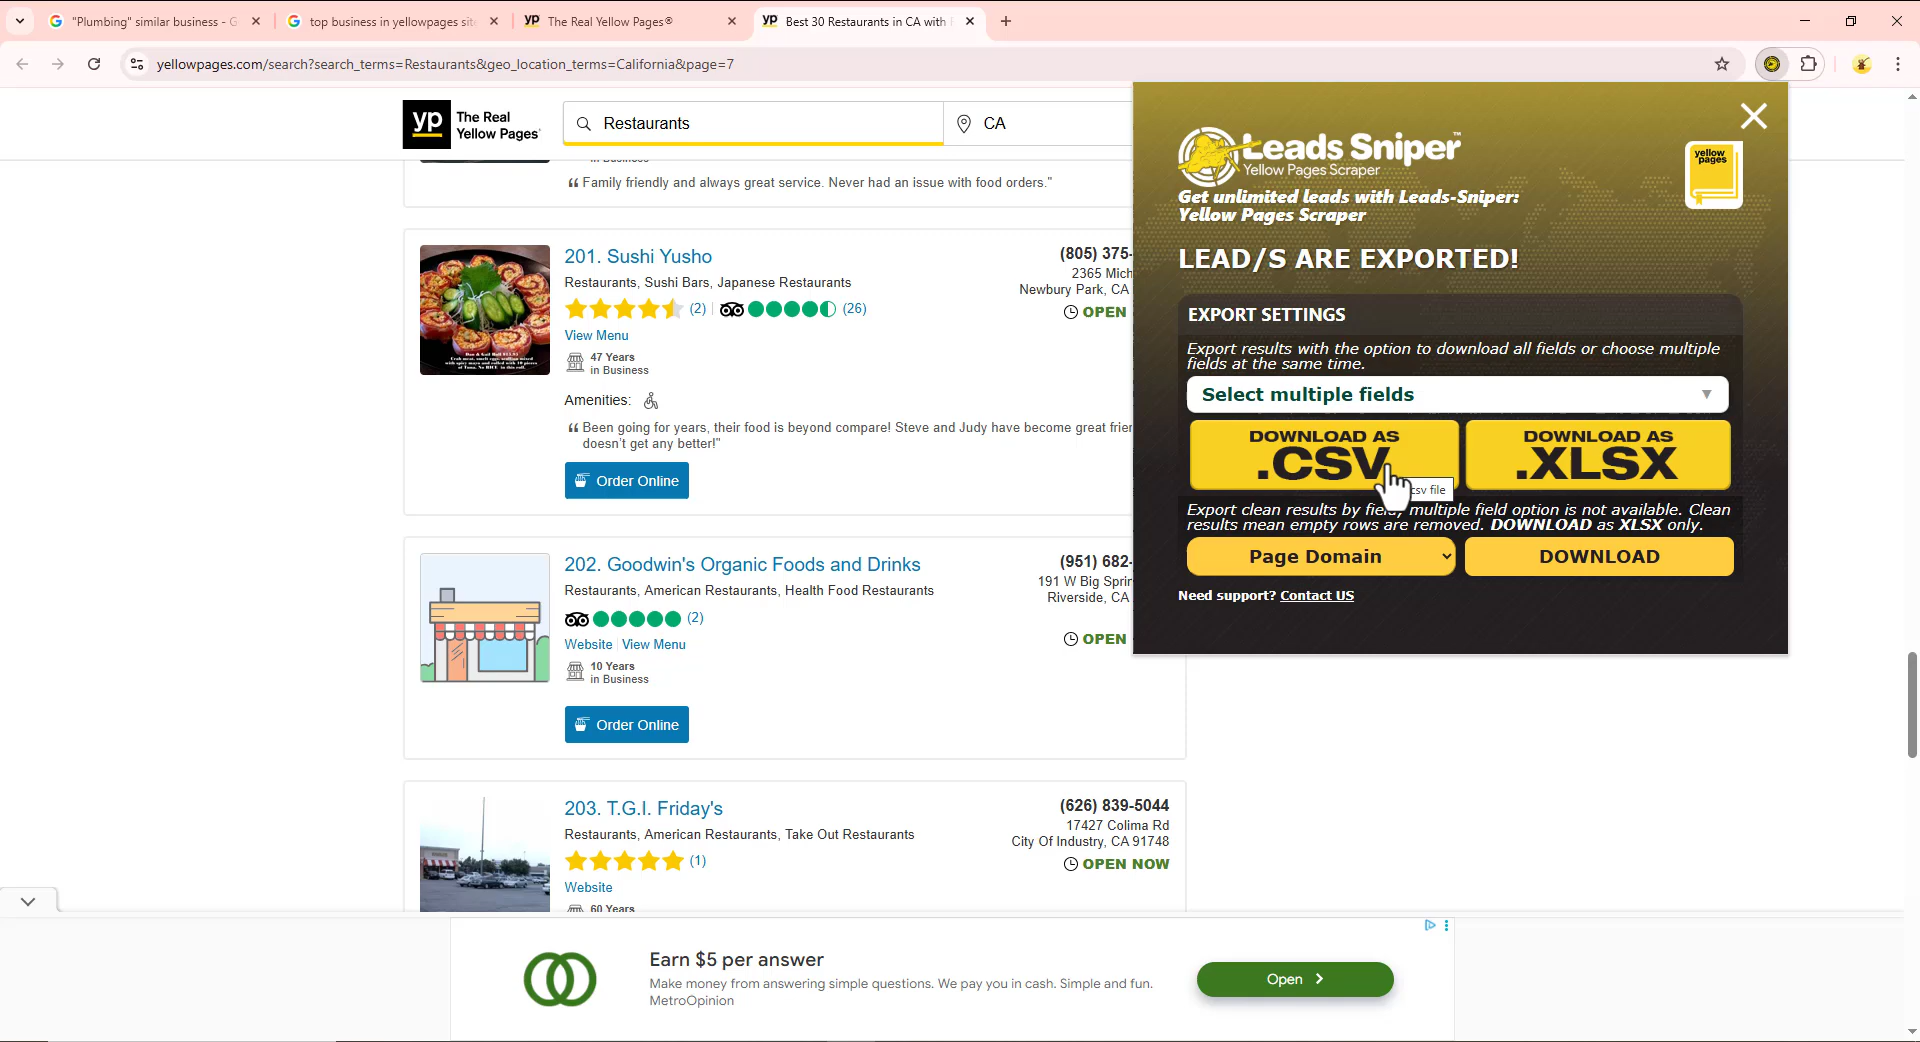 "Plumbing" similar business - G
top business in yellowpages site
The Real Yellow Pages®
Best 30 Restaurants in CA with
yellowpages.com/search?search_terms=Restaurants&geo_location_terms=California&page=7
yp
The Real
Yellow Pages
Restaurants
CA
in Business
Family friendly and always great service. Never had an issue with food orders."
201. Sushi Yusho
(805) 375-
Restaurants, Sushi Bars, Japanese Restaurants
2365 Mich
Newbury Park, CA
(2)
(26)
OPEN
View Menu
47 Years
in Business
Amenities:
Been going for years, their food is beyond compare! Steve and Judy have become great frien
doesn't get any better!"
Order Online
202. Goodwin's Organic Foods and Drinks
(951) 682-
Restaurants, American Restaurants, Health Food Restaurants
191 W Big Sprin
Riverside, CA
(2)
OPEN
Website
View Menu
10 Years
in Business
Order Online
203. T.G.I. Friday's
(626) 839-5044
Restaurants, American Restaurants, Take Out Restaurants
17427 Colima Rd
City Of Industry, CA 91748
(1)
OPEN NOW
Website
60 Years
Leads Sniper™
Yellow Pages Scraper
yellow
pages
Get unlimited leads with Leads-Sniper:
Yellow Pages Scraper
LEAD/S ARE EXPORTED!
EXPORT SETTINGS
Export results with the option to download all fields or choose multiple
fields at the same time.
Select multiple fields
DOWNLOAD AS
.CSV
DOWNLOAD AS
.XLSX
csv file
Export clean results by field, multiple field option is not available. Clean
results mean empty rows are removed. DOWNLOAD as XLSX only.
Page Domain
DOWNLOAD
Need support? Contact US
Earn $5 per answer
Make money from answering simple questions. We pay you in cash. Simple and fun.
MetroOpinion
Open